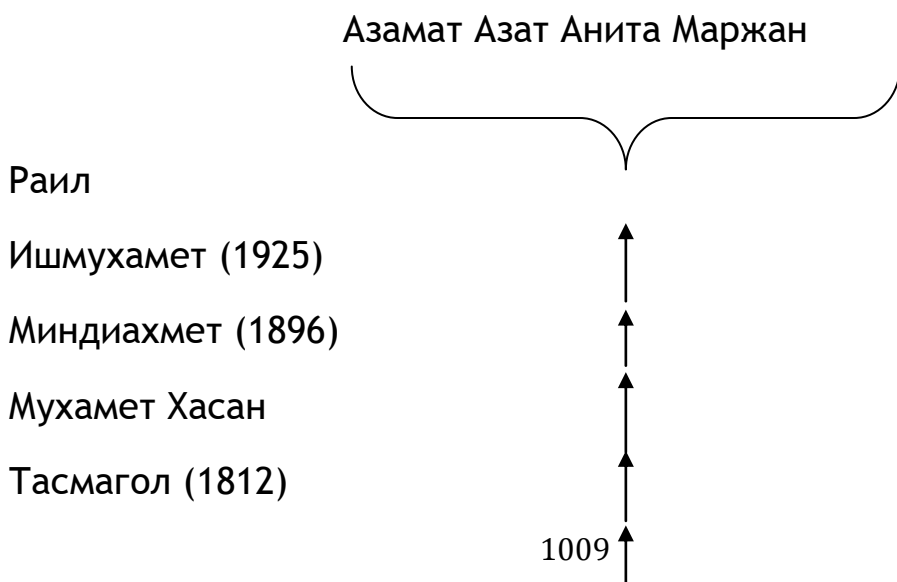 Азамат Азат Анита Маржан
Раил
Ишмухамет (1925)
Миндиахмет (1896)
Мухамет Хасан
Тасмагол (1812)
1009